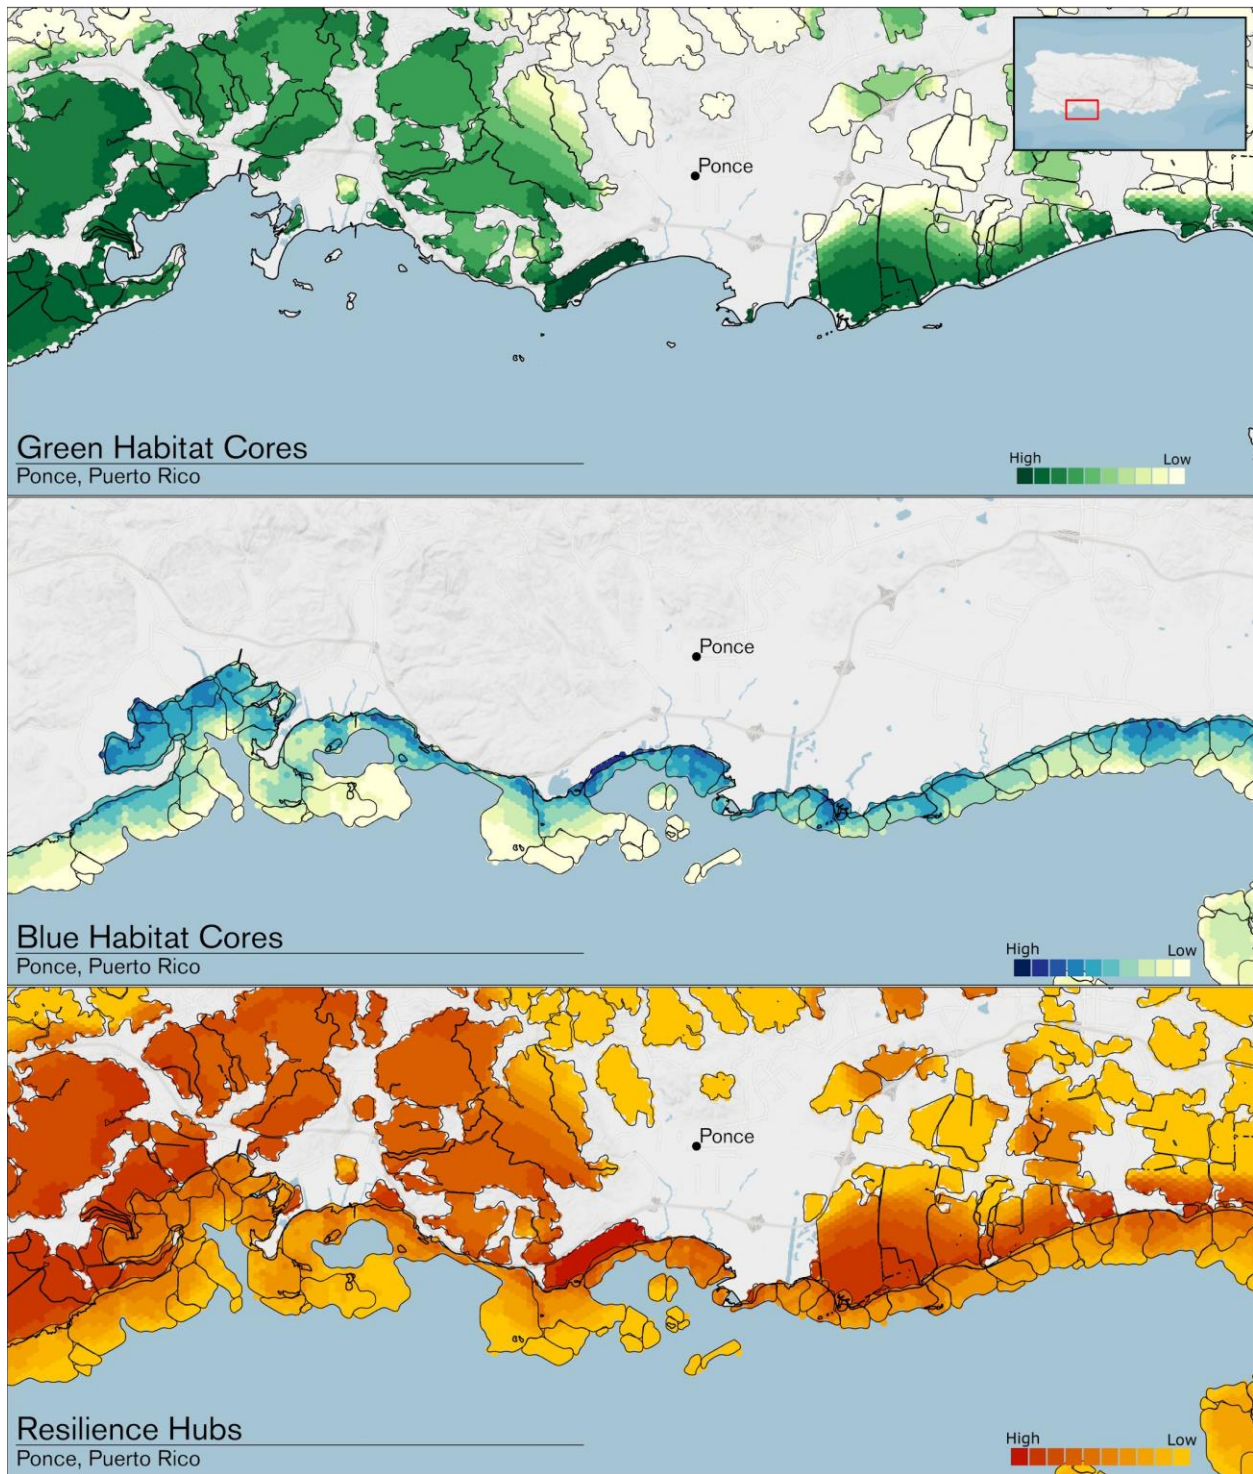 Ponce
Green Habitat Cores
Ponce, Puerto Rico
High Low
Ponce
Blue Habitat Cores
Ponce, Puerto Rico
High Low
Ponce
Resilience Hubs
Ponce, Puerto Rico
High Low